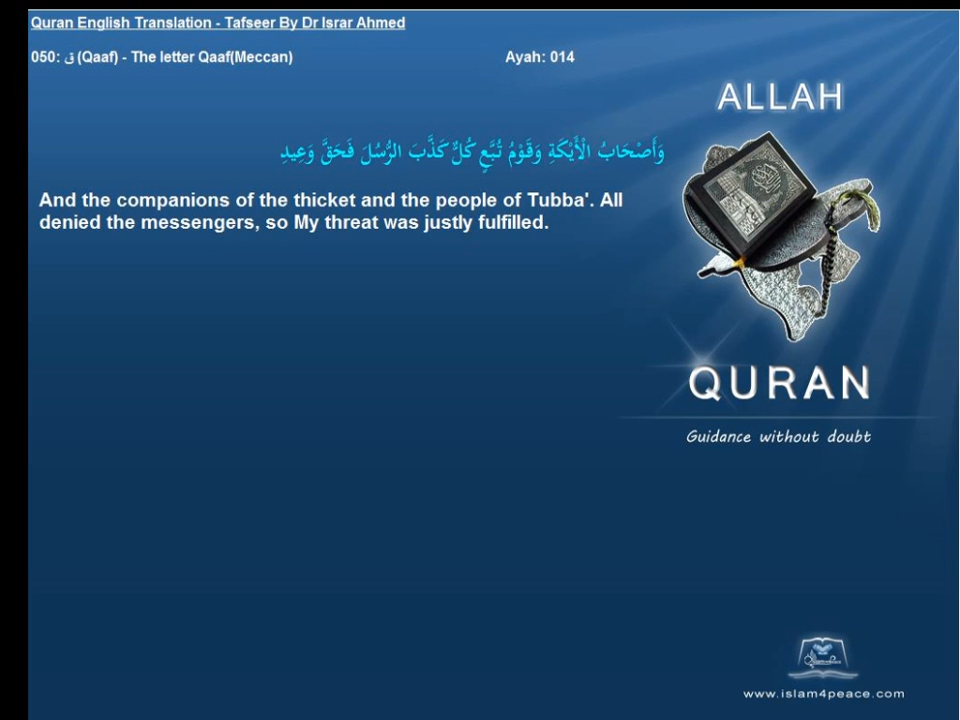 Quran English Translation - Tafseer By Dr Israr Ahmed
050: ق (Qaaf) - The letter Qaaf(Meccan) Ayah: 014
ALLAH
وَأَصْحَابُ الْأَيْكَةِ وَقَوْمُ تُبَّعٍ كُلٌّ كَذَّبَ الرُّسُلَ فَحَقَّ وَعِيدِ
And the companions of the thicket and the people of Tubba'. All
denied the messengers, so My threat was justly fulfilled.
QURAN
Guidance without doubt
www.islam4peace.com